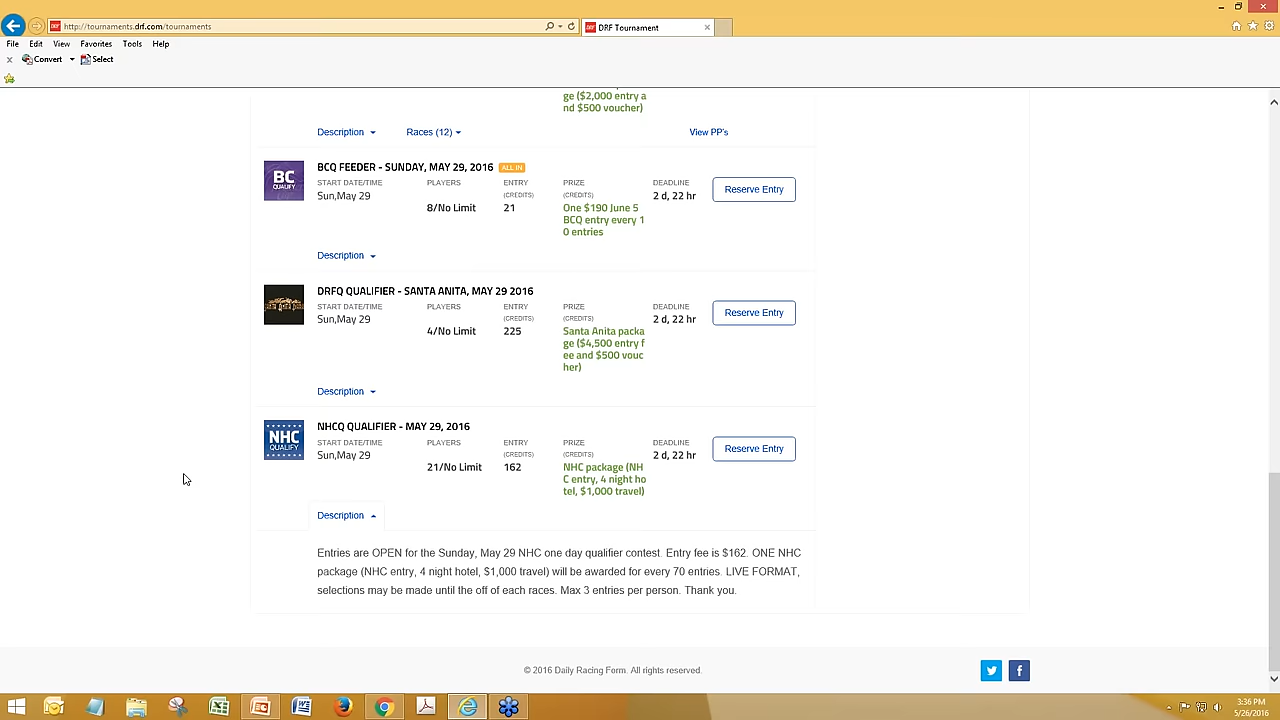 http://tournaments.drf.com/tournaments
DRF Tournament
File Edit View Favorites Tools Help
Convert Select
ge ($2,000 entry a
nd $500 voucher)
Description Races (12) View PP's
BC
QUALIFY
BCQ FEEDER - SUNDAY, MAY 29, 2016 ALL IN
START DATE/TIME PLAYERS ENTRY PRIZE DEADLINE
(CREDITS) (CREDITS)
Sun,May 29 8/No Limit 21 2 d, 22 hr Reserve Entry
One $190 June 5
BCQ entry every 1
0 entries
Description
DRFQ QUALIFIER - SANTA ANITA, MAY 29 2016
START DATE/TIME PLAYERS ENTRY PRIZE DEADLINE
(CREDITS) (CREDITS)
Sun,May 29 4/No Limit 225 2 d, 22 hr Reserve Entry
Santa Anita packa
ge ($4,500 entry f
ee and $500 vouc
her)
Description
NHC
QUALIFY
NHCQ QUALIFIER - MAY 29, 2016
START DATE/TIME PLAYERS ENTRY PRIZE DEADLINE
(CREDITS) (CREDITS)
Sun,May 29 21/No Limit 162 2 d, 22 hr Reserve Entry
NHC package (NH
C entry, 4 night ho
tel, $1,000 travel)
Description
Entries are OPEN for the Sunday, May 29 NHC one day qualifier contest. Entry fee is $162. ONE NHC
package (NHC entry, 4 night hotel, $1,000 travel) will be awarded for every 70 entries. LIVE FORMAT,
selections may be made until the off of each races. Max 3 entries per person. Thank you.
© 2016 Daily Racing Form. All rights reserved.
3:36 PM
5/26/2016